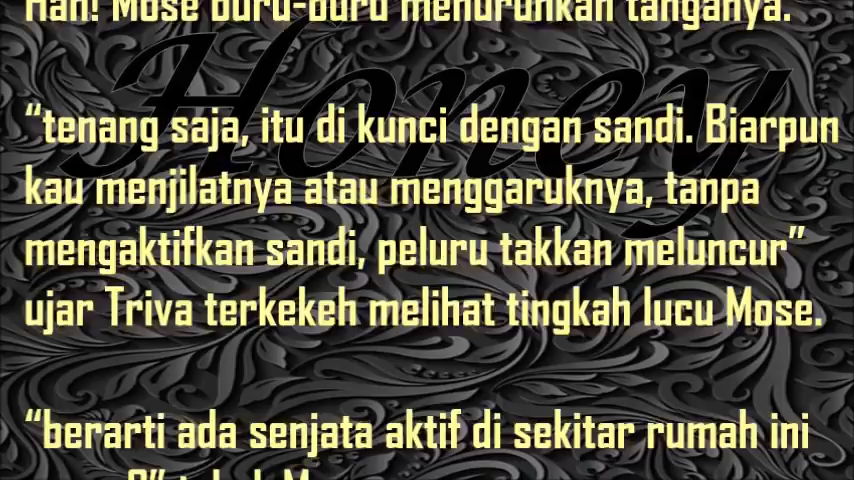 Hah! Mose buru-buru menurunkan tangannya.
Honey
“tenang saja, itu di kunci dengan sandi. Biarpun
kau menjilatnya atau menggaruknya, tanpa
mengaktifkan sandi, peluru takkan meluncur”
ujar Triva terkekeh melihat tingkah lucu Mose.
“berarti ada senjata aktif di sekitar rumah ini